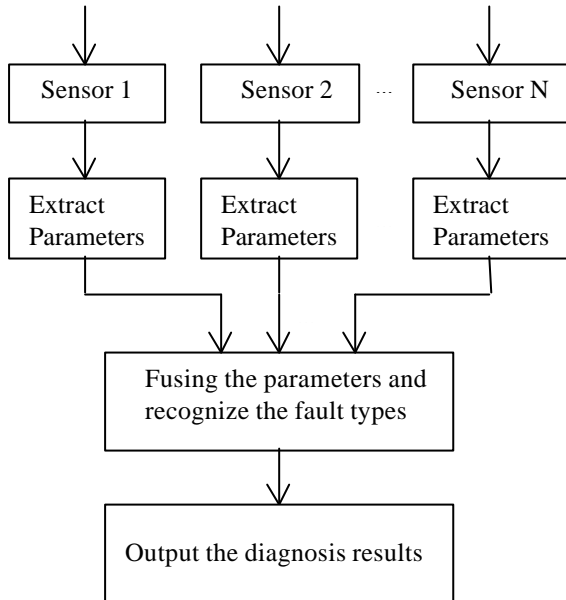 Sensor 1
Sensor 2
...
Sensor N
Extract
Parameters
Extract
Parameters
Extract
Parameters
Fusing the parameters and
recognize the fault types
Output the diagnosis results